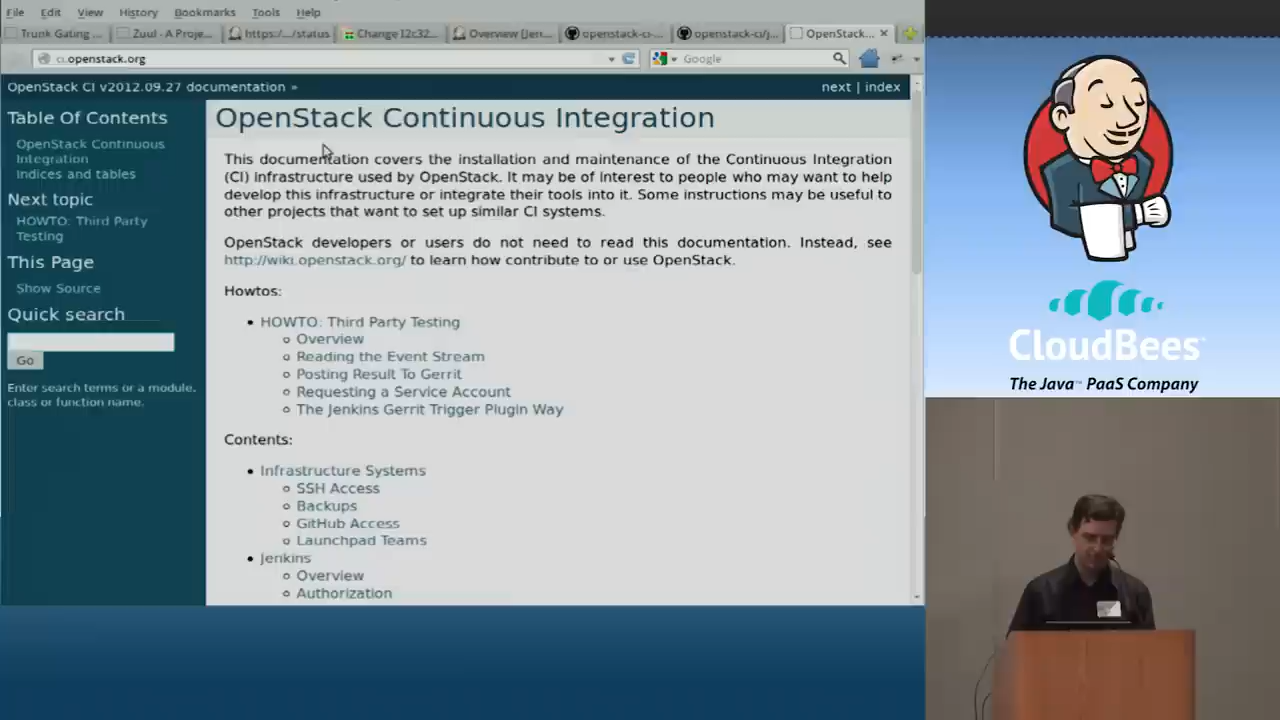 File Edit View History Bookmarks Tools Help
Trunk Gating ... Zuul - A Proje... https:/.../status Change I2c32... Overview [Jen... openstack-ci-... openstack-ci/j... OpenStack...
ci.openstack.org Google
OpenStack CI v2012.09.27 documentation » next | index
Table Of Contents
OpenStack Continuous
Integration
Indices and tables
Next topic
HOWTO: Third Party
Testing
This Page
Show Source
Quick search
Go
Enter search terms or a module,
class or function name.
OpenStack Continuous Integration
This documentation covers the installation and maintenance of the Continuous Integration
(CI) infrastructure used by OpenStack. It may be of interest to people who may want to help
develop this infrastructure or integrate their tools into it. Some instructions may be useful to
other projects that want to set up similar CI systems.
OpenStack developers or users do not need to read this documentation. Instead, see
http://wiki.openstack.org/ to learn how contribute to or use OpenStack.
Howtos:
• HOWTO: Third Party Testing
Overview
Reading the Event Stream
Posting Result To Gerrit
Requesting a Service Account
The Jenkins Gerrit Trigger Plugin Way
Contents:
• Infrastructure Systems
SSH Access
Backups
GitHub Access
Launchpad Teams
• Jenkins
Overview
Authorization
CloudBees
The Java™ PaaS Company